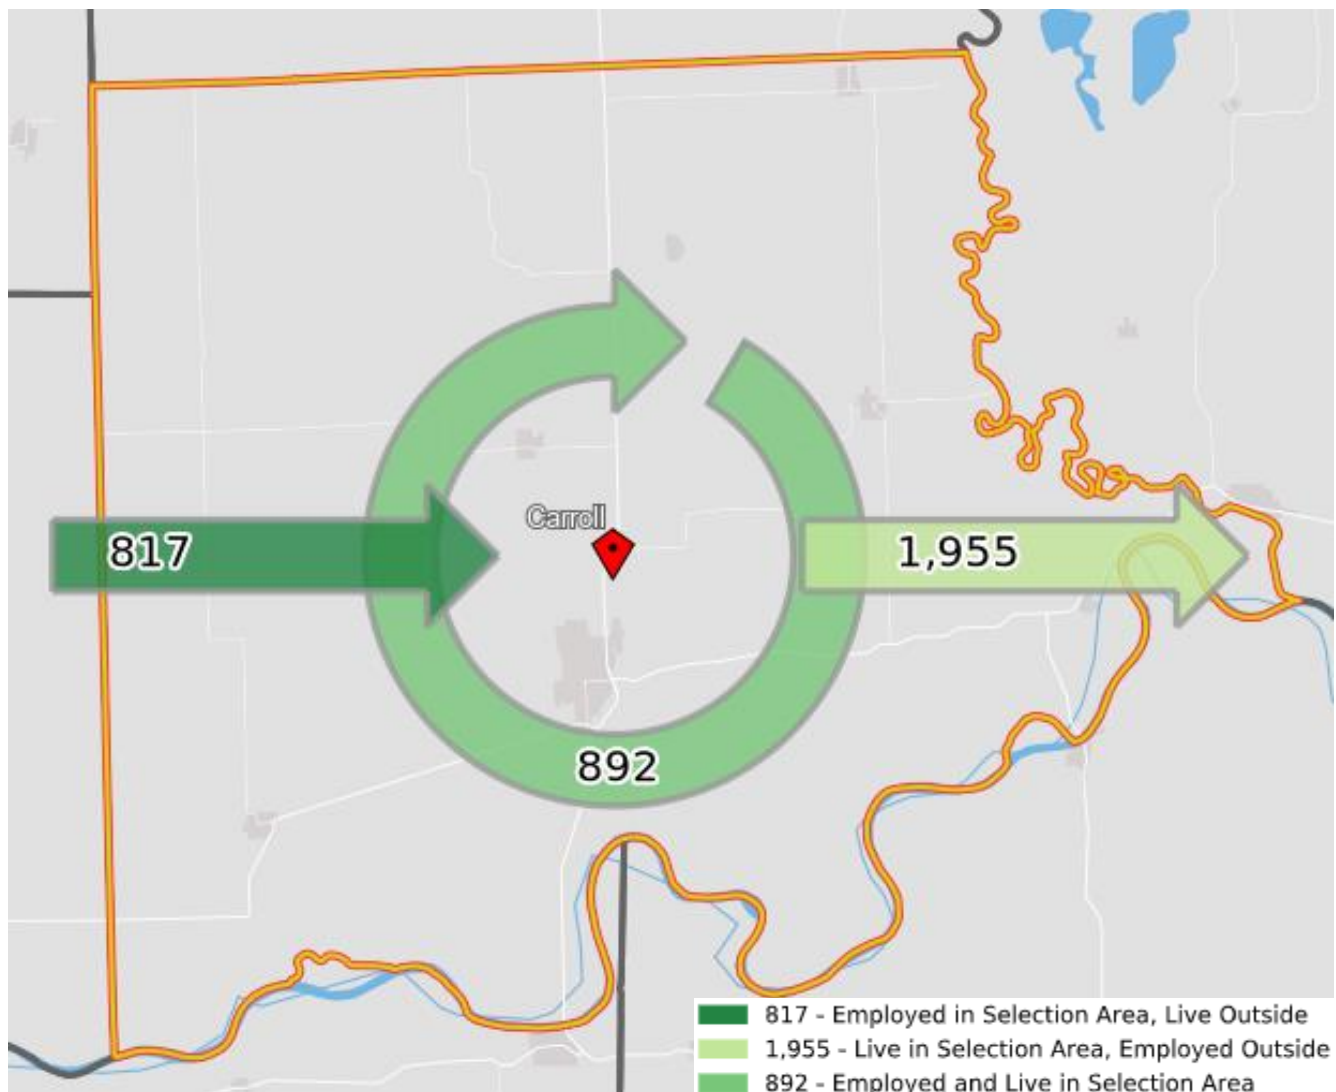 Carroll
817
1,955
892
817 - Employed in Selection Area, Live Outside
1,955 - Live in Selection Area, Employed Outside
892 - Employed and Live in Selection Area